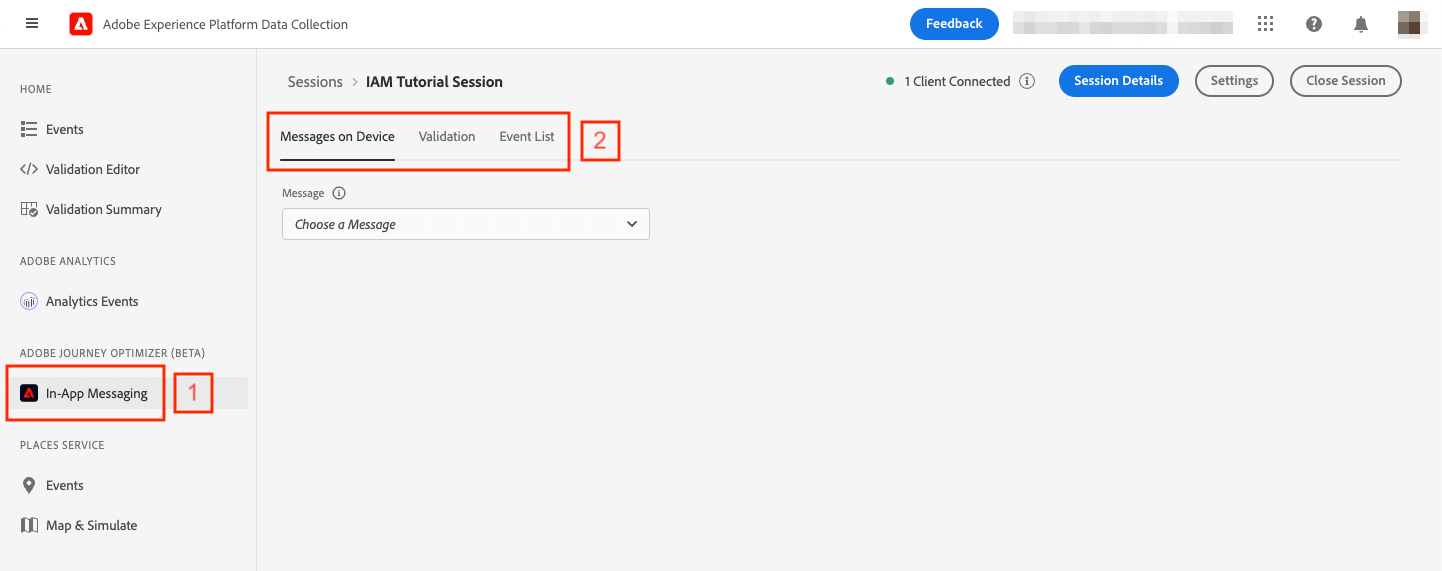 Adobe Experience Platform Data Collection
Feedback
HOME
Events
Validation Editor
Validation Summary
ADOBE ANALYTICS
Analytics Events
ADOBE JOURNEY OPTIMIZER (BETA)
In-App Messaging
1
PLACES SERVICE
Events
Map & Simulate
Sessions > IAM Tutorial Session
1 Client Connected
Session Details
Settings
Close Session
Messages on Device
Validation
Event List
2
Message
Choose a Message